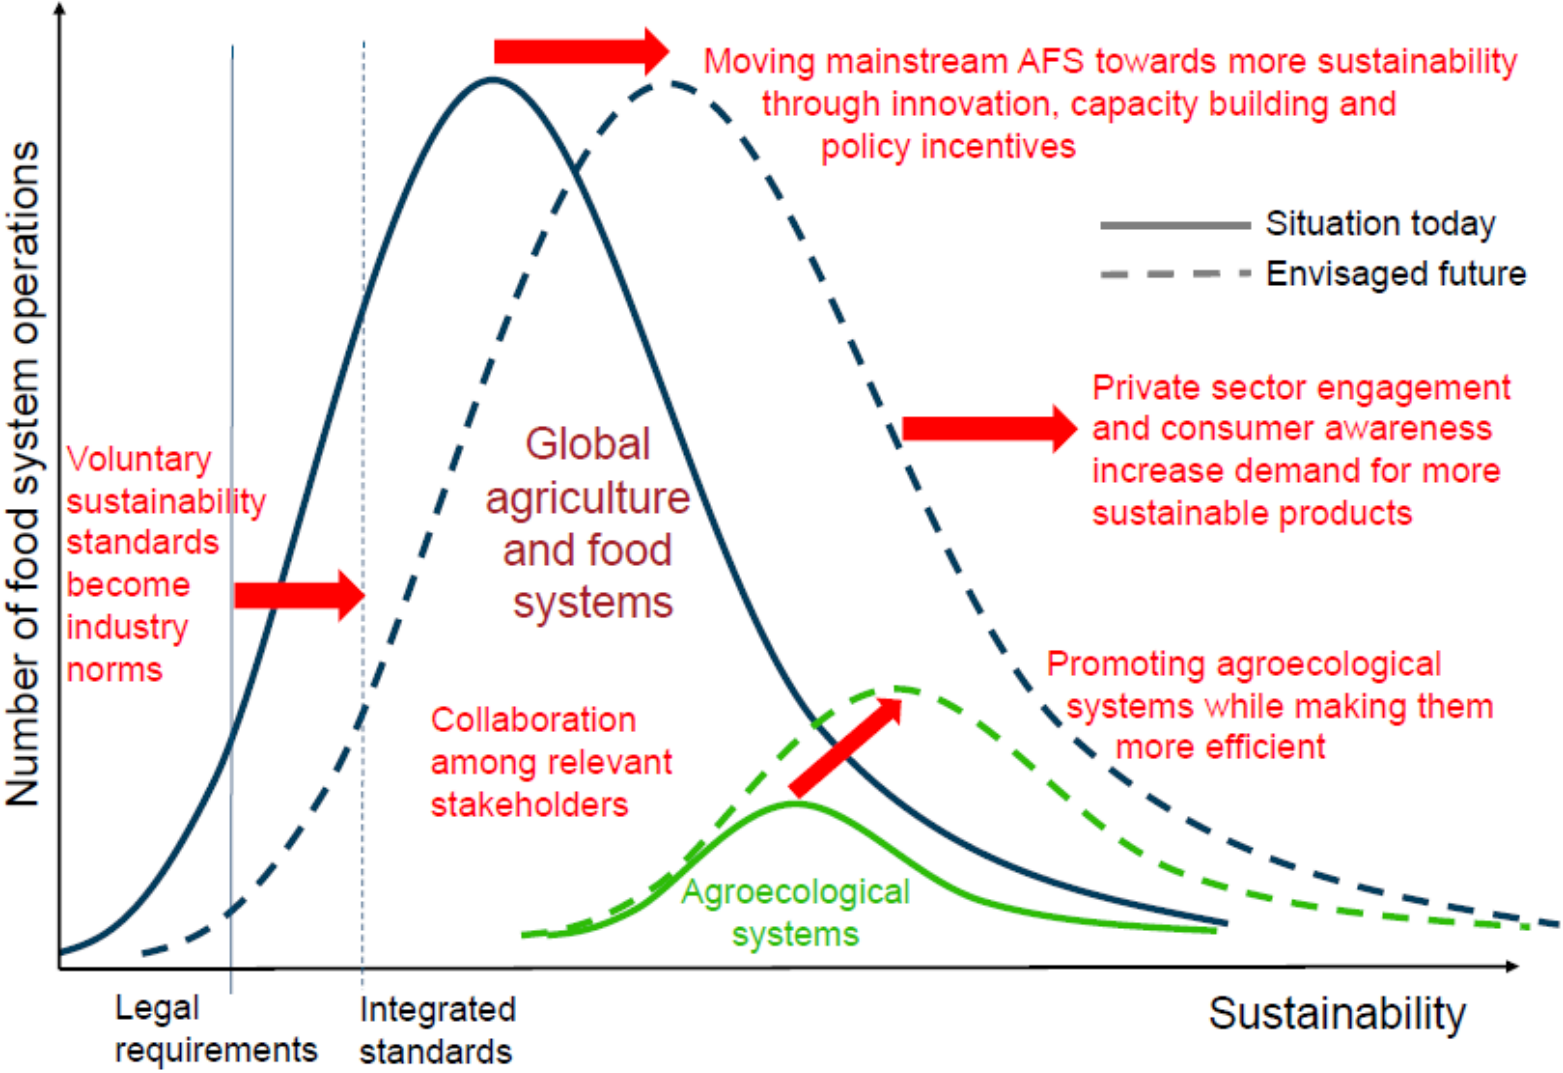 Moving mainstream AFS towards more sustainability
through innovation, capacity building and
policy incentives
Situation today
Envisaged future
Number of food system operations
Private sector engagement
and consumer awareness
increase demand for more
sustainable products
Global
agriculture
and food
systems
Voluntary
sustainability
standards
become
industry
norms
Promoting agroecological
systems while making them
more efficient
Collaboration
among relevant
stakeholders
Agroecological
systems
Legal
requirements
Integrated
standards
Sustainability